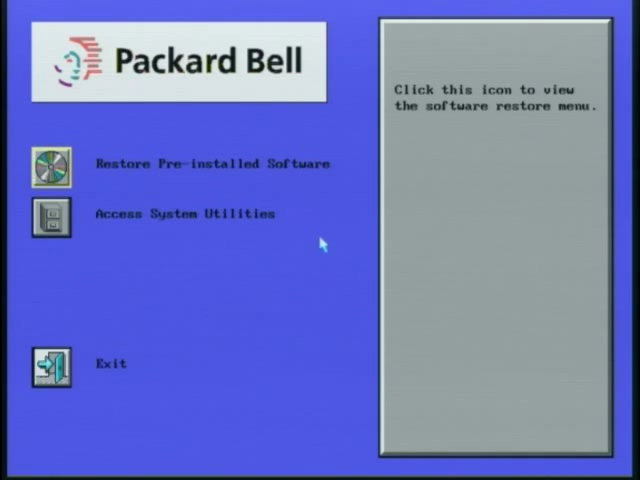 Packard Bell
Click this icon to view
the software restore menu.
Restore Pre-installed Software
Access System Utilities
Exit